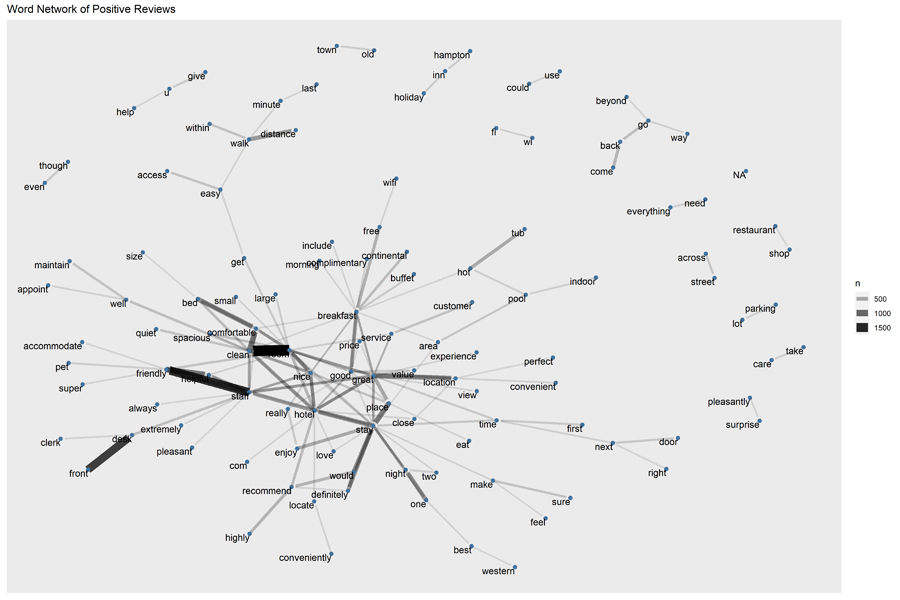 Word Network of Positive Reviews
town
old
hampton
inn
holiday
give
u
help
last
minute
could
use
beyond
go
way
back
come
within
walk
distance
fl
wi
though
even
access
easy
wifi
NA
everything
need
free
tub
restaurant
shop
include
morning
complimentary
continental
buffet
hot
across
street
maintain
size
get
appoint
well
bed
small
large
pool
indoor
breakfast
customer
parking
lot
quiet
spacious
comfortable
price
service
area
accommodate
clean
room
experience
take
care
pet
friendly
helpful
nice
good
great
value
location
perfect
convenient
super
staff
view
pleasantly
surprise
always
really
hotel
place
close
time
first
extremely
stay
clerk
desk
pleasant
enjoy
love
eat
next
door
right
front
com
would
night
two
make
recommend
definitely
locate
one
sure
feel
highly
conveniently
best
western
n
500
1000
1500